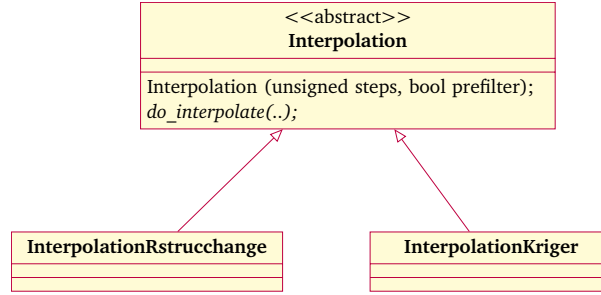 <<abstract>>
Interpolation
Interpolation (unsigned steps, bool prefilter);
do_interpolate(..);
InterpolationRstrucchange
InterpolationKriger